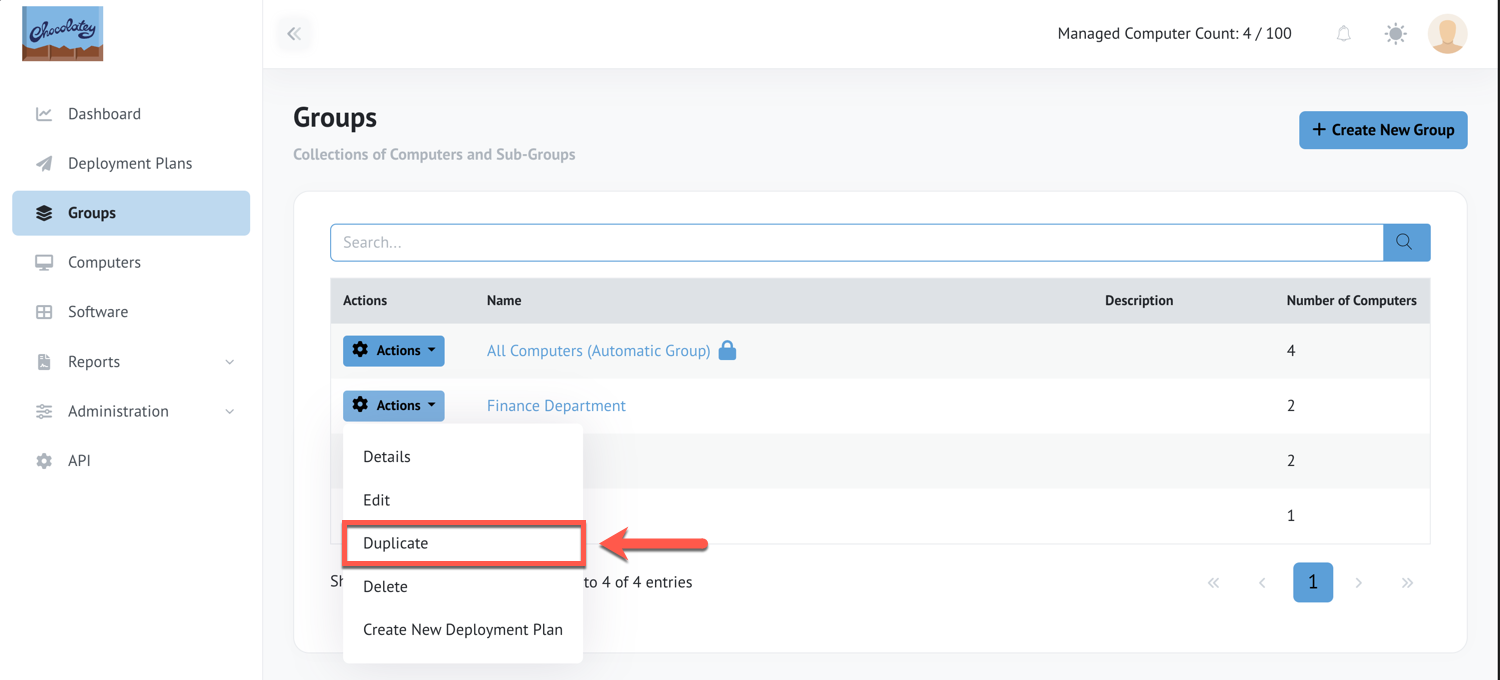 Chocolatey
Managed Computer Count: 4 / 100
Dashboard
Deployment Plans
Groups
Computers
Software
Reports
Administration
API
Groups
Collections of Computers and Sub-Groups
+ Create New Group
Search...
Actions Name Description Number of Computers
Actions All Computers (Automatic Group) 4
Actions Finance Department 2
Details
2
Edit
1
Duplicate
to 4 of 4 entries
« ‹ 1 › »
Delete
Create New Deployment Plan